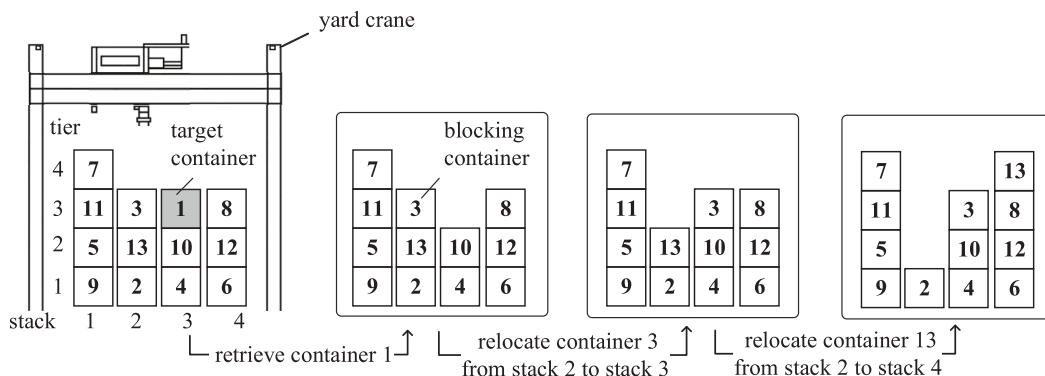 yard crane
tier
target
container
blocking
container
4 7
3 11 3 1 8
2 5 13 10 12
1 9 2 4 6
stack 1 2 3 4
7
11 3 8
5 13 10 12
9 2 4 6
7
11 3 8
5 13 10 12
9 2 4 6
7 13
11 3 8
5 10 12
9 2 4 6
retrieve container 1
relocate container 3
from stack 2 to stack 3
relocate container 13
from stack 2 to stack 4